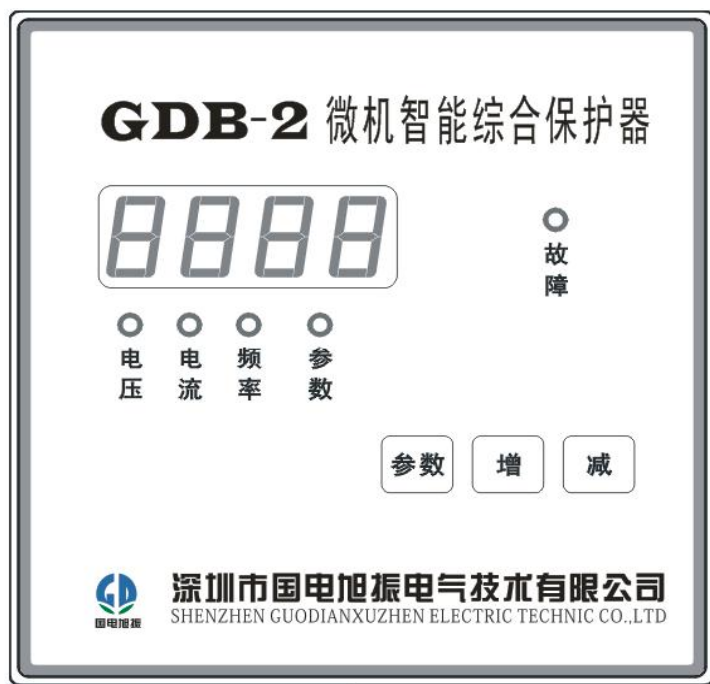 GDB-2 微机智能综合保护器
8888
故障
电压 电流 频率 参数
参数 增 减
GD
国电旭振
深圳市国电旭振电气技术有限公司
SHENZHEN GUODIANXUZHEN ELECTRIC TECHNIC CO.,LTD